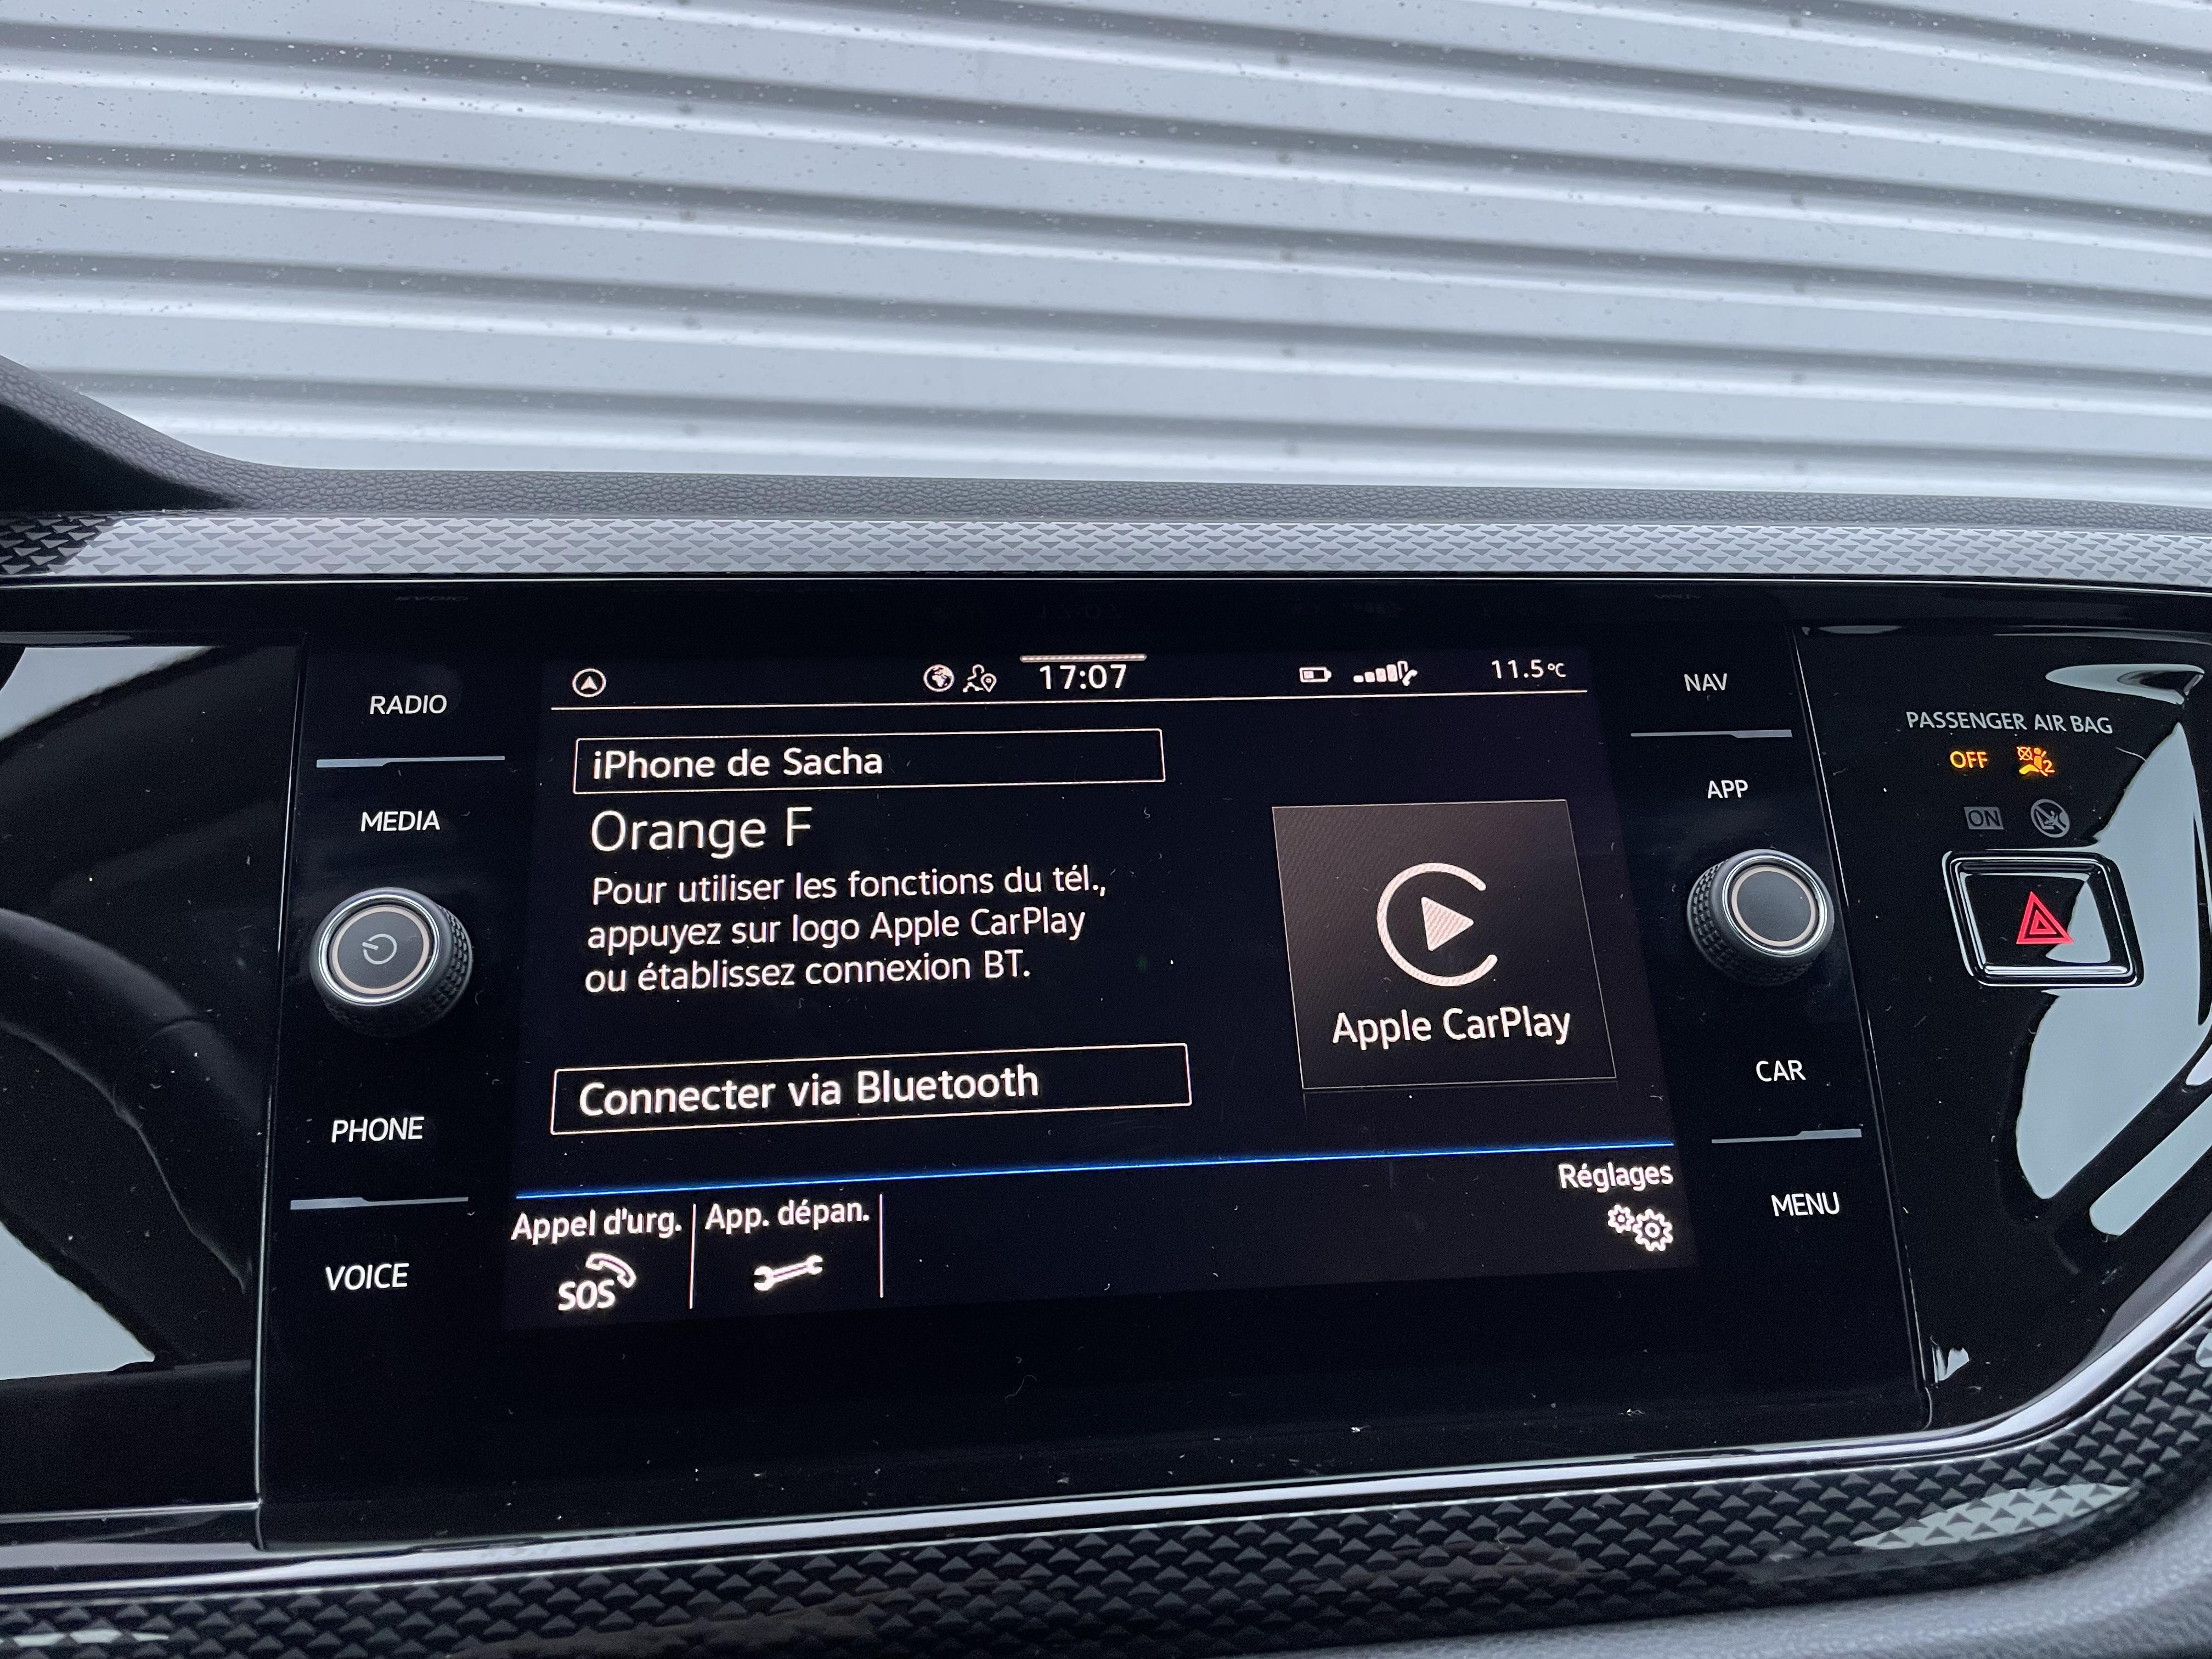 RADIO
MEDIA
PHONE
VOICE
17:07
11.5°C
iPhone de Sacha
Orange F
Pour utiliser les fonctions du tél.,
appuyez sur logo Apple CarPlay
ou établissez connexion BT.
Apple CarPlay
Connecter via Bluetooth
Réglages
Appel d'urg.
SOS
App. dépan.
NAV
APP
CAR
MENU
PASSENGER AIR BAG
OFF
2
ON